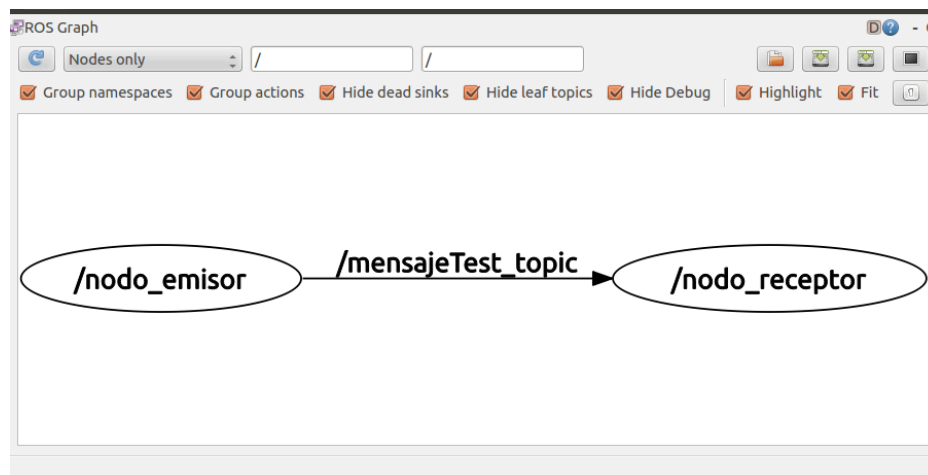 ROS Graph D ? -
Nodes only / /
Group namespaces Group actions Hide dead sinks Hide leaf topics Hide Debug Highlight Fit
/mensajeTest_topic
/nodo_emisor /nodo_receptor